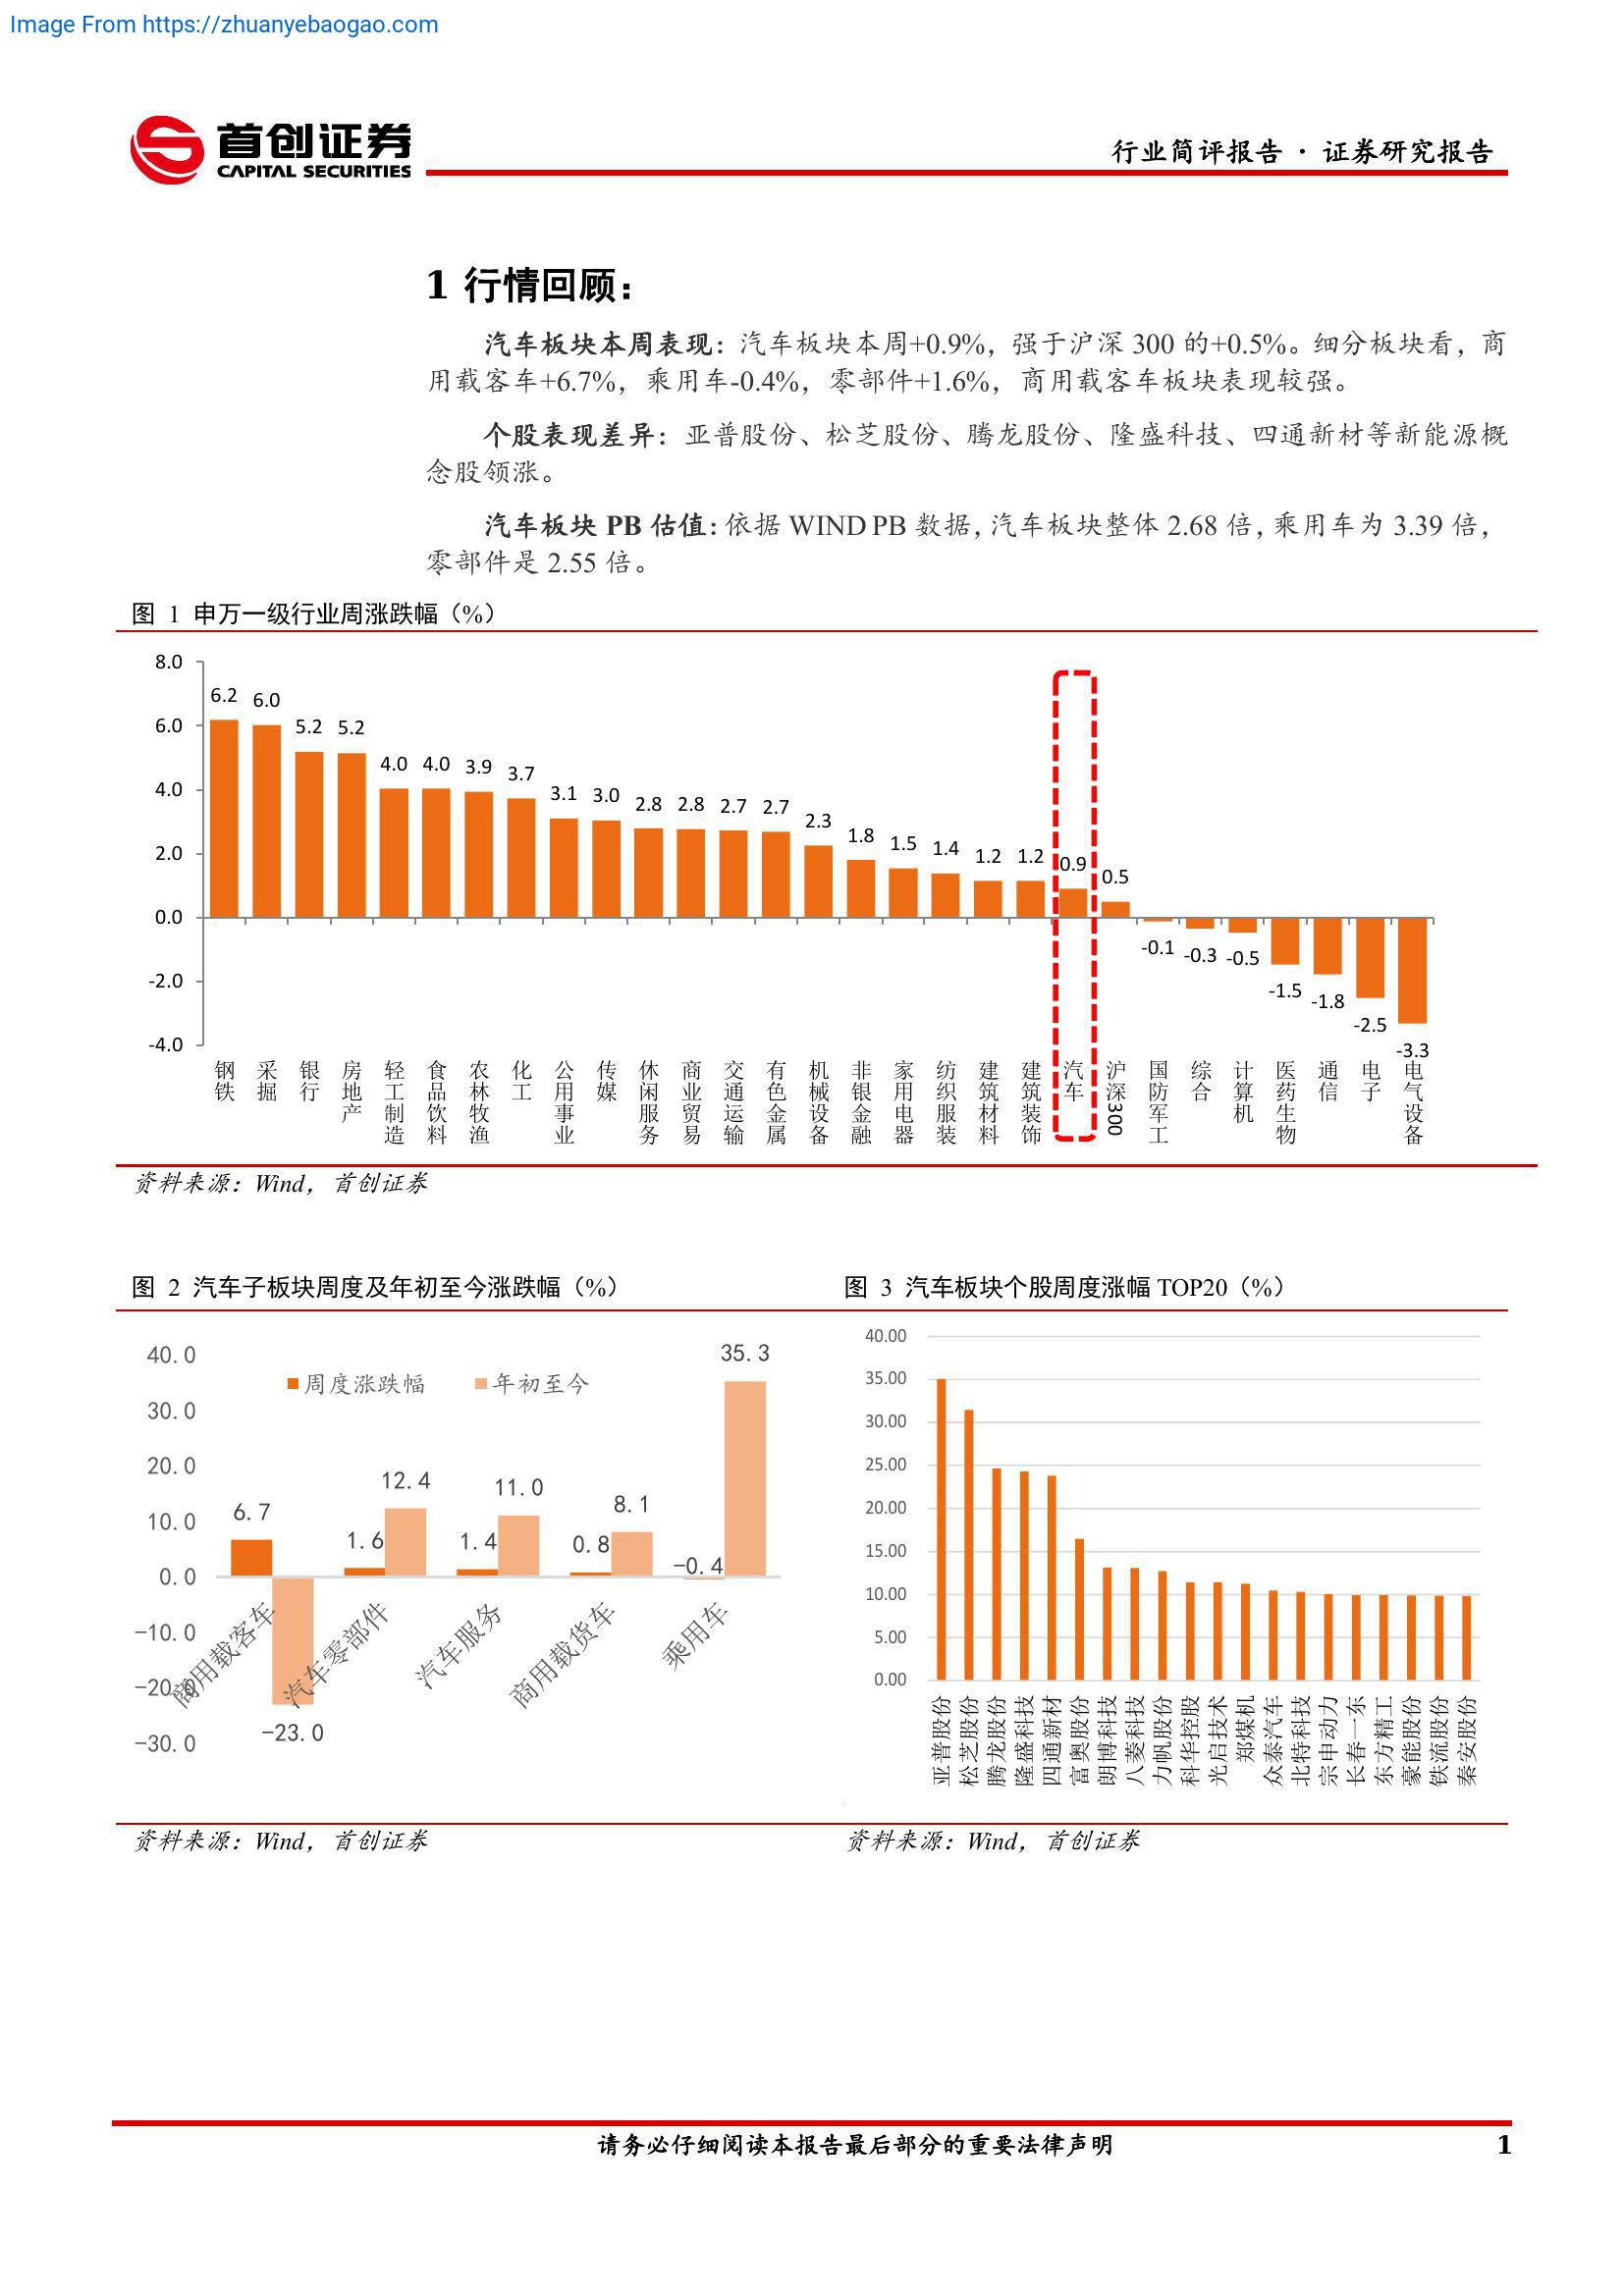 Image From https://zhuanyebaogao.com
首创证券
CAPITAL SECURITIES
行业简评报告 · 证券研究报告
1 行情回顾：
汽车板块本周表现：汽车板块本周+0.9%，强于沪深 300 的+0.5%。细分板块看，商
用载客车+6.7%，乘用车-0.4%，零部件+1.6%，商用载客车板块表现较强。
个股表现差异：亚普股份、松芝股份、腾龙股份、隆盛科技、四通新材等新能源概
念股领涨。
汽车板块 PB 估值：依据 WIND PB 数据，汽车板块整体 2.68 倍，乘用车为 3.39 倍，
零部件是 2.55 倍。
图 1 申万一级行业周涨跌幅（%）
8.0
6.0
4.0
2.0
0.0
-2.0
-4.0
6.2 6.0 5.2 5.2 4.0 4.0 3.9 3.7 3.1 3.0 2.8 2.8 2.7 2.7 2.3 1.8 1.5 1.4 1.2 1.2 0.9 0.5 -0.1 -0.3 -0.5 -1.5 -1.8 -2.5 -3.3
钢铁
采掘
银行
房地产
轻工制造
食品饮料
农林牧渔
化工
公用事业
传媒
休闲服务
商业贸易
交通运输
有色金属
机械设备
非银金融
家用电器
纺织服装
建筑材料
建筑装饰
汽车
沪深300
国防军工
综合
计算机
医药生物
通信
电子
电气设备
资料来源：Wind，首创证券
图 2 汽车子板块周度及年初至今涨跌幅（%）
40.0
30.0
20.0
10.0
0.0
-10.0
-20.0
-30.0
周度涨跌幅 年初至今
6.7
-23.0
1.6
12.4
1.4
11.0
0.8
8.1
-0.4
35.3
商用载客车
汽车零部件
汽车服务
商用载货车
乘用车
资料来源：Wind，首创证券
图 3 汽车板块个股周度涨幅 TOP20（%）
40.00
35.00
30.00
25.00
20.00
15.00
10.00
5.00
0.00
亚普股份
松芝股份
腾龙股份
隆盛科技
四通新材
富奥股份
朗博科技
八菱科技
力帆股份
科华控股
光启技术
郑煤机
众泰汽车
北特科技
宗申动力
长春一东
东方精工
豪能股份
铁流股份
秦安股份
资料来源：Wind，首创证券
请务必仔细阅读本报告最后部分的重要法律声明
1